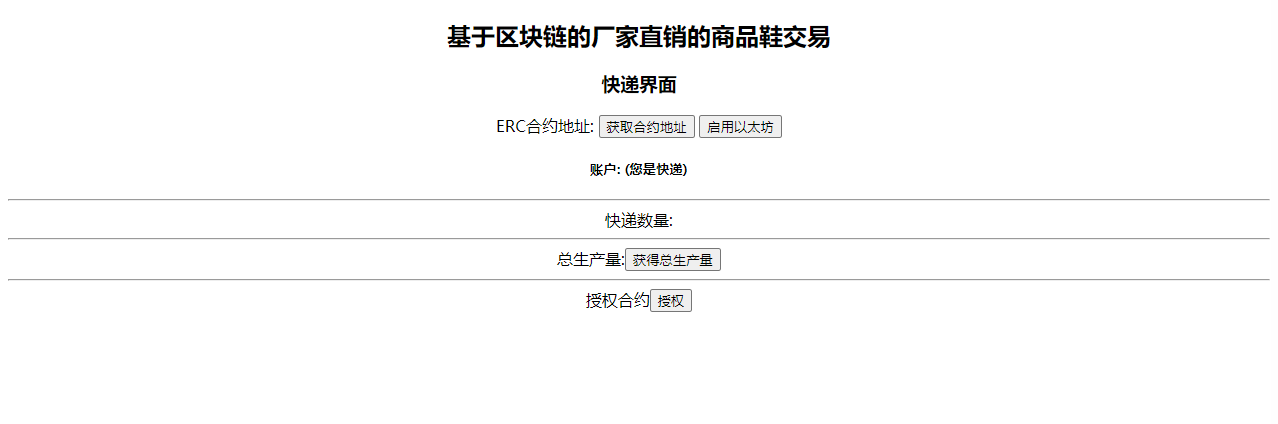 基于区块链的厂家直销的商品鞋交易
快递界面
ERC合约地址: 获取合约地址 启用以太坊
账户: (您是快递)
快递数量:
总生产量:获得总生产量
授权合约授权